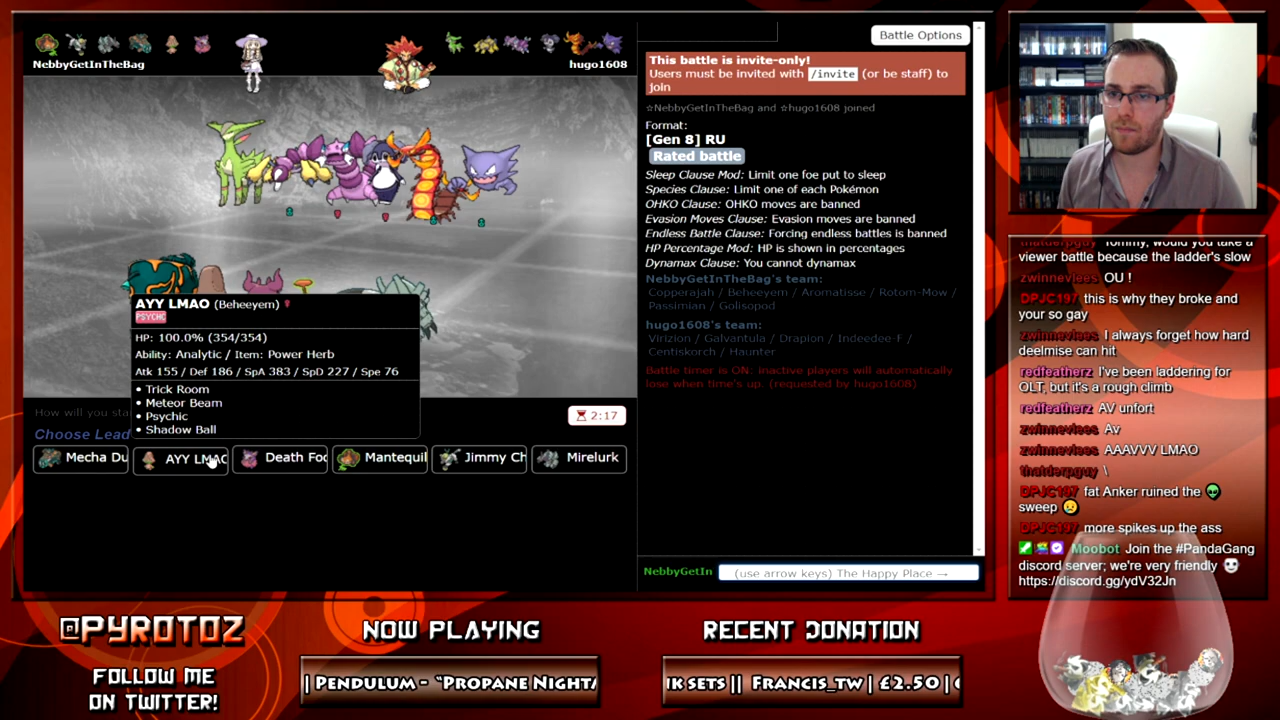 NebbyGetInTheBag
hugo1608
Battle Options
This battle is invite-only!
Users must be invited with /invite (or be staff) to
join
☆NebbyGetInTheBag and ☆hugo1608 joined
Format:
[Gen 8] RU
Rated battle
Sleep Clause Mod: Limit one foe put to sleep
Species Clause: Limit one of each Pokémon
OHKO Clause: OHKO moves are banned
Evasion Moves Clause: Evasion moves are banned
Endless Battle Clause: Forcing endless battles is banned
HP Percentage Mod: HP is shown in percentages
Dynamax Clause: You cannot dynamax
NebbyGetInTheBag's team:
Copperajah / Beheeyem / Aromatisse / Rotom-Mow /
Passimian / Golisopod
hugo1608's team:
Virizion / Galvantula / Drapion / Indeedee-F /
Centiskorch / Haunter
Battle timer is ON: inactive players will automatically
lose when time's up. (requested by hugo1608)
AYY LMAO (Beheeyem)
PSYCHC
HP: 100.0% (354/354)
Ability: Analytic / Item: Power Herb
Atk 155 / Def 186 / SpA 383 / SpD 227 / Spe 76
• Trick Room
• Meteor Beam
• Psychic
• Shadow Ball
How will you sta
2:17
Choose Lead
Mecha Du
AYY LMAO
Death Foc
Mantequil
Jimmy Ch
Mirelurk
NebbyGetIn
(use arrow keys) The Happy Place →
thatderpguy Tommy, would you take a
viewer battle because the ladder's slow
zwinnevlees OU !
DPJC197 this is why they broke and
your so gay
zwinnevlees I always forget how hard
deelmise can hit
redfeatherz I've been laddering for
OLT, but it's a rough climb
redfeatherz AV unfort
zwinnevlees Av
zwinnevlees AAAVVV LMAO
thatderpguy \
DPJC197 fat Anker ruined the 👽
sweep 😥
DPJC197 more spikes up the ass
Moobot Join the #PandaGang
discord server; we're very friendly
https://discord.gg/ydV32Jn
@PYROTOZ
FOLLOW ME
ON TWITTER!
NOW PLAYING
| PENDULUM - "PROPANE NIGHTA
RECENT DONATION
IK SETS || FRANCIS_TW | £2.50 |